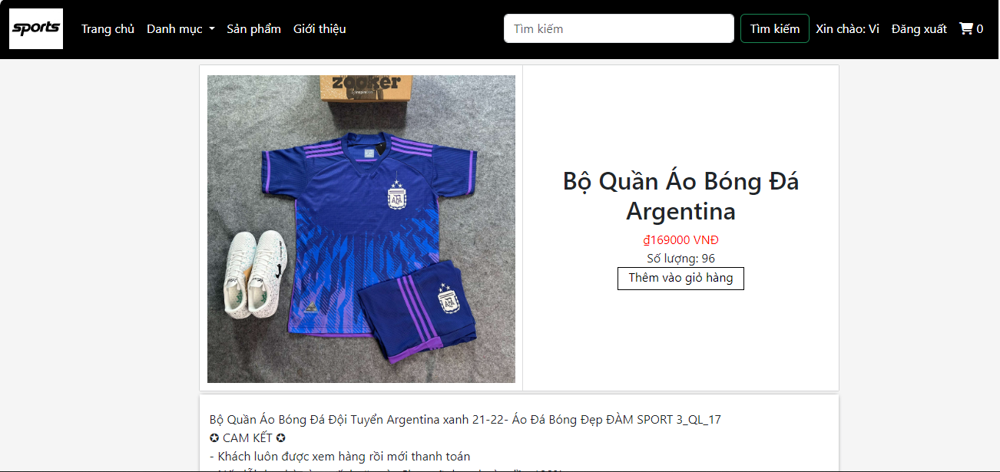 sports
Trang chủ
Danh mục
Sản phẩm
Giới thiệu
Tìm kiếm
Tìm kiếm
Xin chào: Vi
Đăng xuất
0
zooker
AFA
AFA
Bộ Quần Áo Bóng Đá
Argentina
₫169000 VNĐ
Số lượng: 96
Thêm vào giỏ hàng
Bộ Quần Áo Bóng Đá Đội Tuyển Argentina xanh 21-22- Áo Đá Bóng Đẹp ĐÀM SPORT 3_QL_17
✪ CAM KẾT ✪
- Khách luôn được xem hàng rồi mới thanh toán